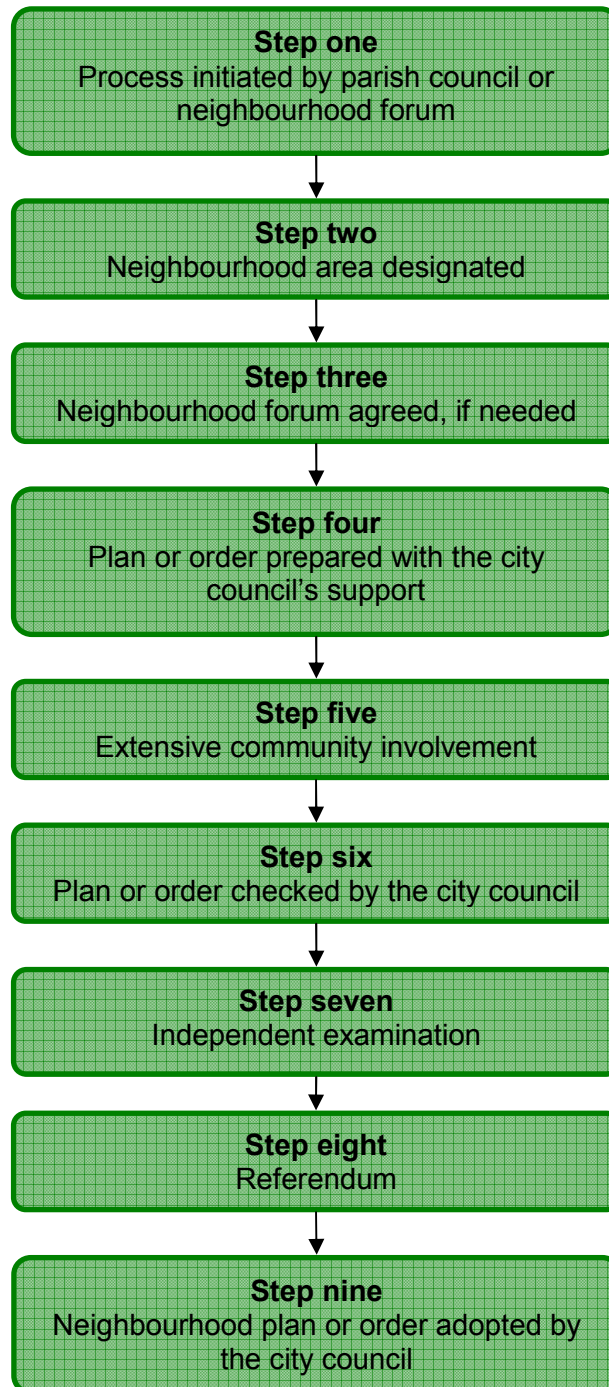 Step one
Process initiated by parish council or
neighbourhood forum
Step two
Neighbourhood area designated
Step three
Neighbourhood forum agreed, if needed
Step four
Plan or order prepared with the city
council’s support
Step five
Extensive community involvement
Step six
Plan or order checked by the city council
Step seven
Independent examination
Step eight
Referendum
Step nine
Neighbourhood plan or order adopted by
the city council